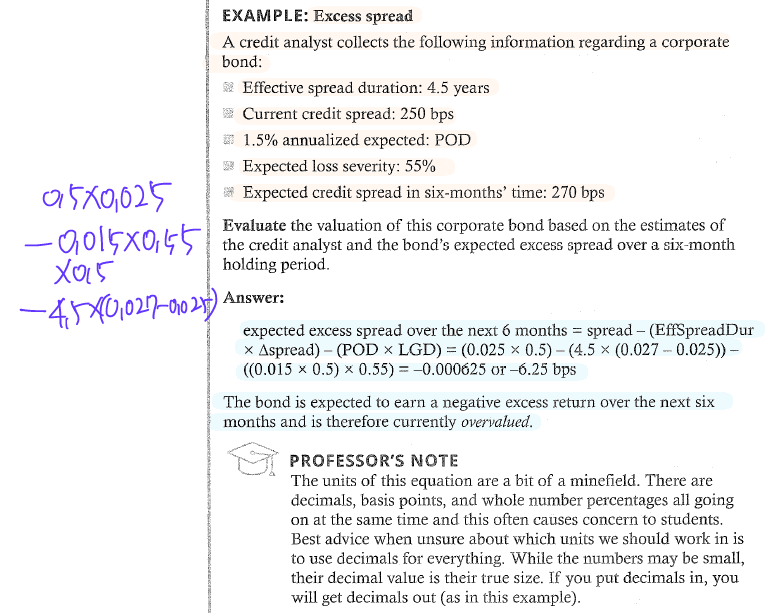 EXAMPLE: Excess spread
A credit analyst collects the following information regarding a corporate
bond:
Effective spread duration: 4.5 years
Current credit spread: 250 bps
1.5% annualized expected: POD
Expected loss severity: 55%
Expected credit spread in six-months' time: 270 bps
0,5×0,025
—0,015×0,55
×0,5
—4,5×(0,027-0,025)
Evaluate the valuation of this corporate bond based on the estimates of
the credit analyst and the bond's expected excess spread over a six-month
holding period.
Answer:
expected excess spread over the next 6 months = spread – (EffSpreadDur
× Δspread) – (POD × LGD) = (0.025 × 0.5) – (4.5 × (0.027 – 0.025)) –
((0.015 × 0.5) × 0.55) = –0.000625 or –6.25 bps
The bond is expected to earn a negative excess return over the next six
months and is therefore currently overvalued.
PROFESSOR'S NOTE
The units of this equation are a bit of a minefield. There are
decimals, basis points, and whole number percentages all going
on at the same time and this often causes concern to students.
Best advice when unsure about which units we should work in is
to use decimals for everything. While the numbers may be small,
their decimal value is their true size. If you put decimals in, you
will get decimals out (as in this example).